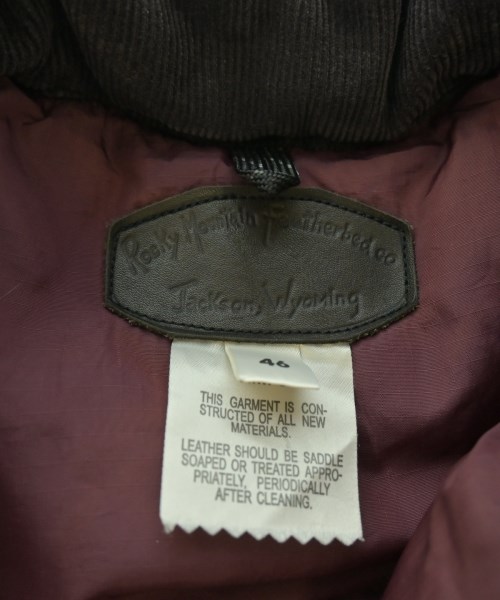 Rocky Mountain Featherbed co
Jackson, Wyoming
46
THIS GARMENT IS CON-
STRUCTED OF ALL NEW
MATERIALS.
LEATHER SHOULD BE SADDLE
SOAPED OR TREATED APPRO-
PRIATELY, PERIODICALLY
AFTER CLEANING.